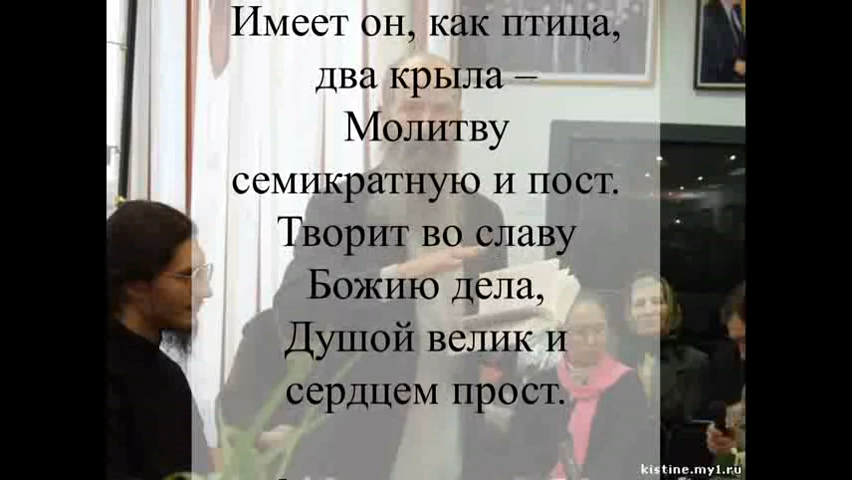 Имеет он, как птица,
два крыла –
Молитву
семикратную и пост.
Творит во славу
Божию дела,
Душой велик и
сердцем прост.
kistine.my1.ru